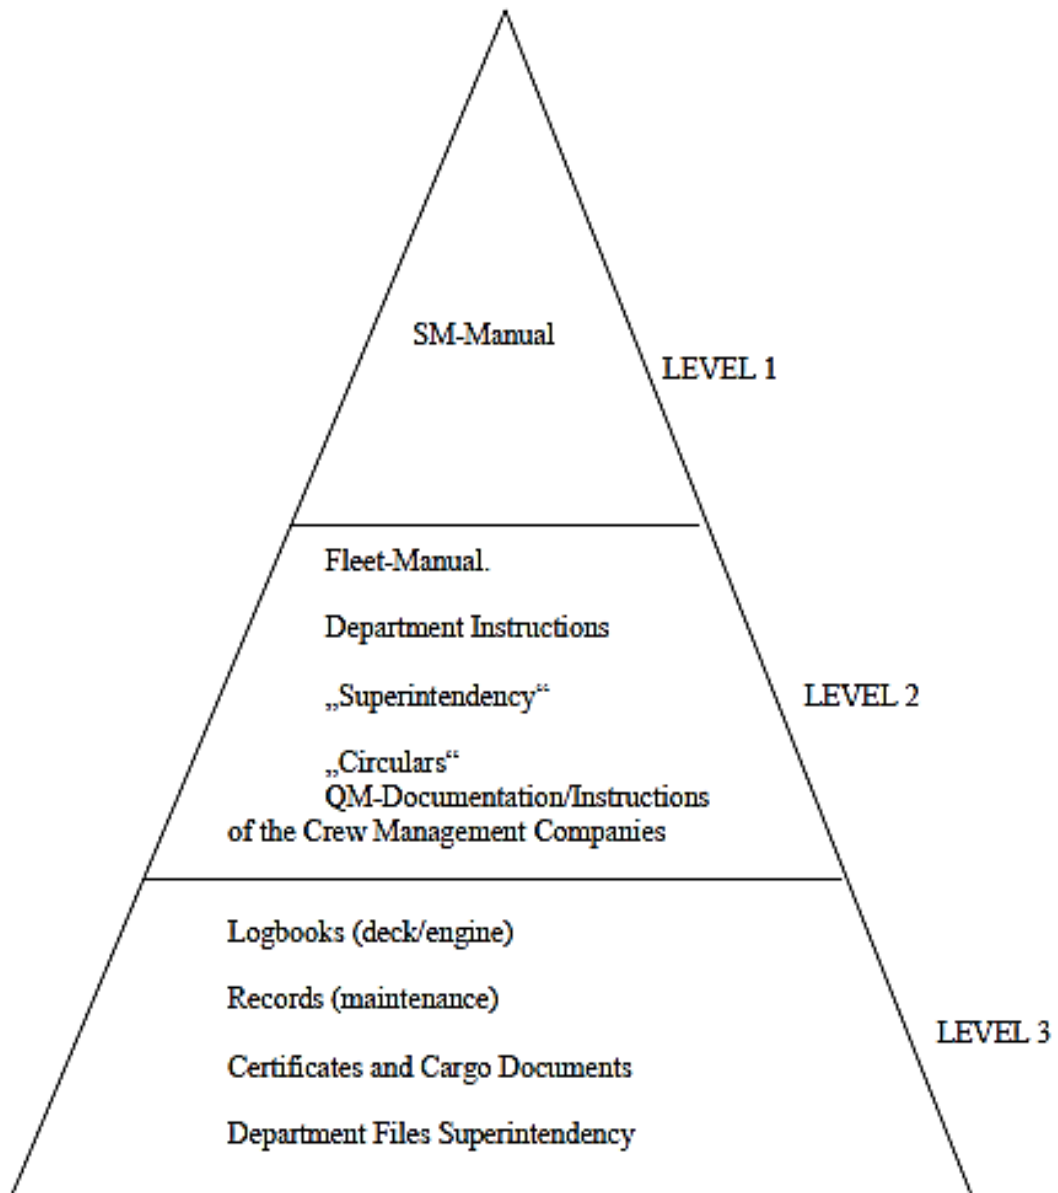 SM-Manual
LEVEL 1
Fleet-Manual.
Department Instructions
„Superintendency“
LEVEL 2
„Circulars“
QM-Documentation/Instructions
of the Crew Management Companies
Logbooks (deck/engine)
Records (maintenance)
LEVEL 3
Certificates and Cargo Documents
Department Files Superintendency